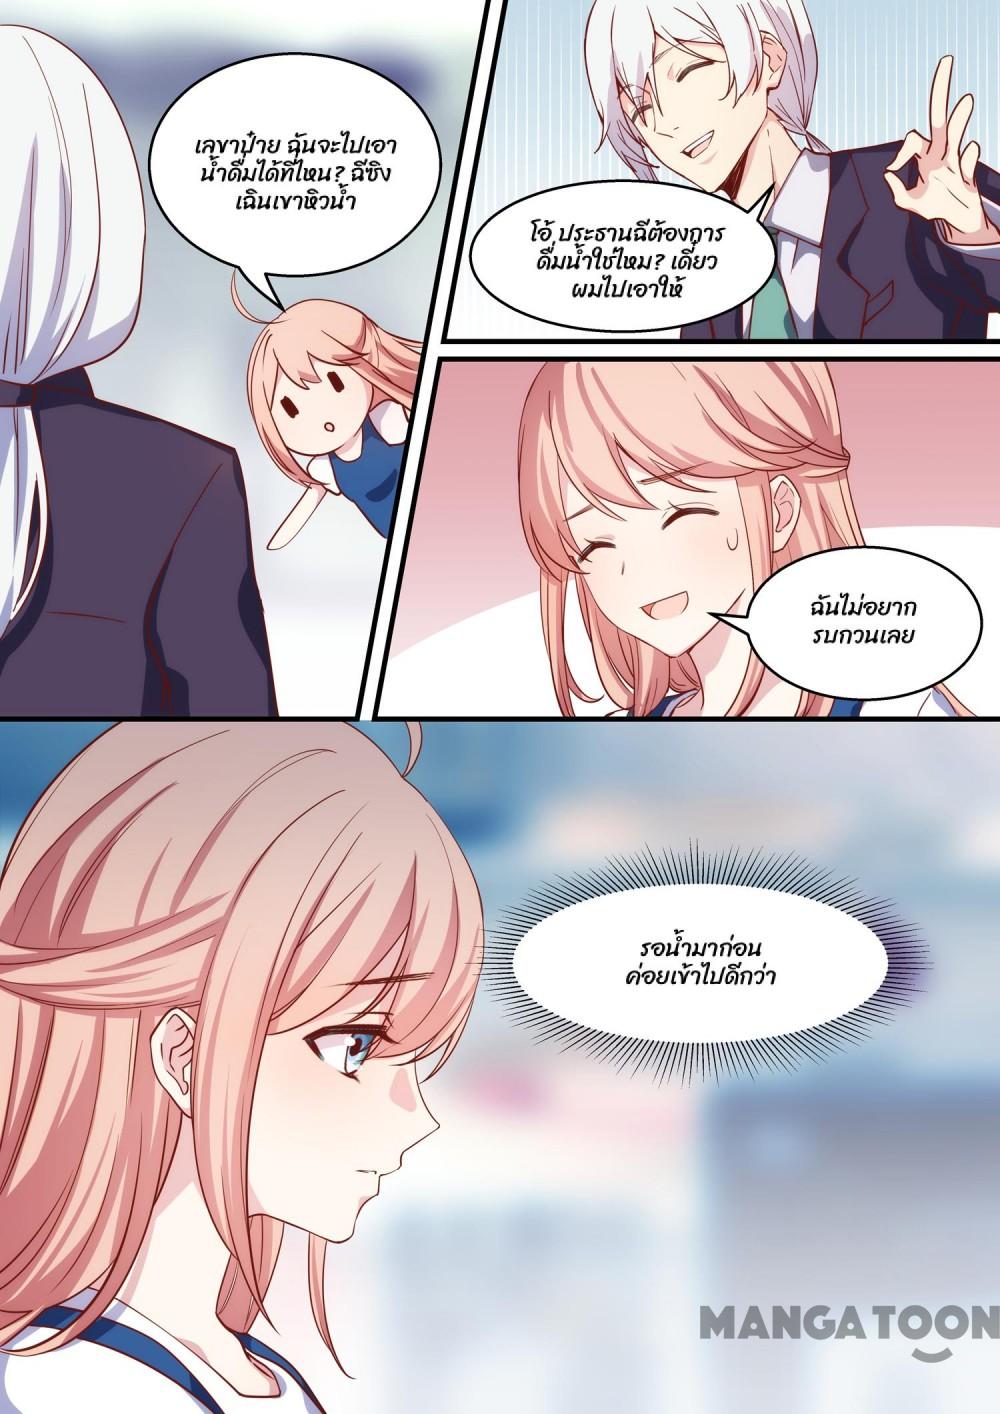 เลขาป๋าย ฉันจะไปเอา
น้ำดื่มได้ที่ไหน? ฉีซิง
เฉินเขาหิวน้ำ
โอ้ ประธานฉีต้องการ
ดื่มน้ำใช่ไหม? เดี๋ยว
ผมไปเอาให้
ฉันไม่อยาก
รบกวนเลย
รอน้ำมาก่อน
ค่อยเข้าไปดีกว่า
MANGATOON